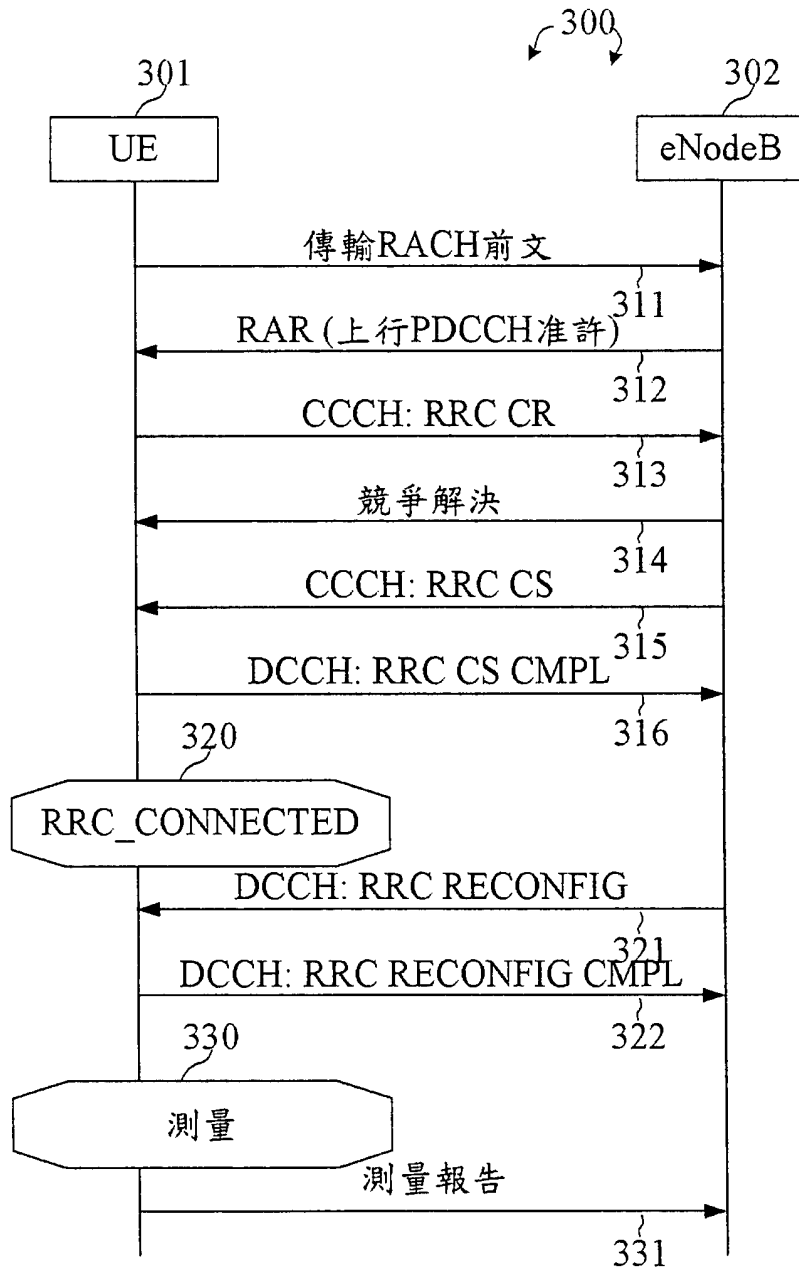 300
301
302
UE
eNodeB
傳輸RACH前文
311
RAR (上行PDCCH准許)
312
CCCH: RRC CR
313
競爭解決
314
CCCH: RRC CS
315
DCCH: RRC CS CMPL
316
320
RRC_CONNECTED
DCCH: RRC RECONFIG
321
DCCH: RRC RECONFIG CMPL
322
330
測量
測量報告
331